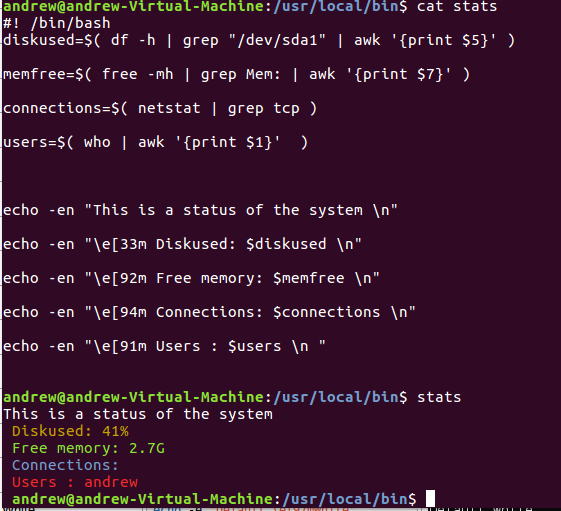 andrew@andrew-Virtual-Machine:/usr/local/bin$ cat stats
#! /bin/bash
diskused=$( df -h | grep "/dev/sda1" | awk '{print $5}' )
memfree=$( free -mh | grep Mem: | awk '{print $7}' )
connections=$( netstat | grep tcp )
users=$( who | awk '{print $1}'  )
echo -en "This is a status of the system \n"
echo -en "\e[33m Diskused: $diskused \n"
echo -en "\e[92m Free memory: $memfree \n"
echo -en "\e[94m Connections: $connections \n"
echo -en "\e[91m Users : $users \n "
andrew@andrew-Virtual-Machine:/usr/local/bin$ stats
This is a status of the system
Diskused: 41%
Free memory: 2.7G
Connections:
Users : andrew
andrew@andrew-Virtual-Machine:/usr/local/bin$